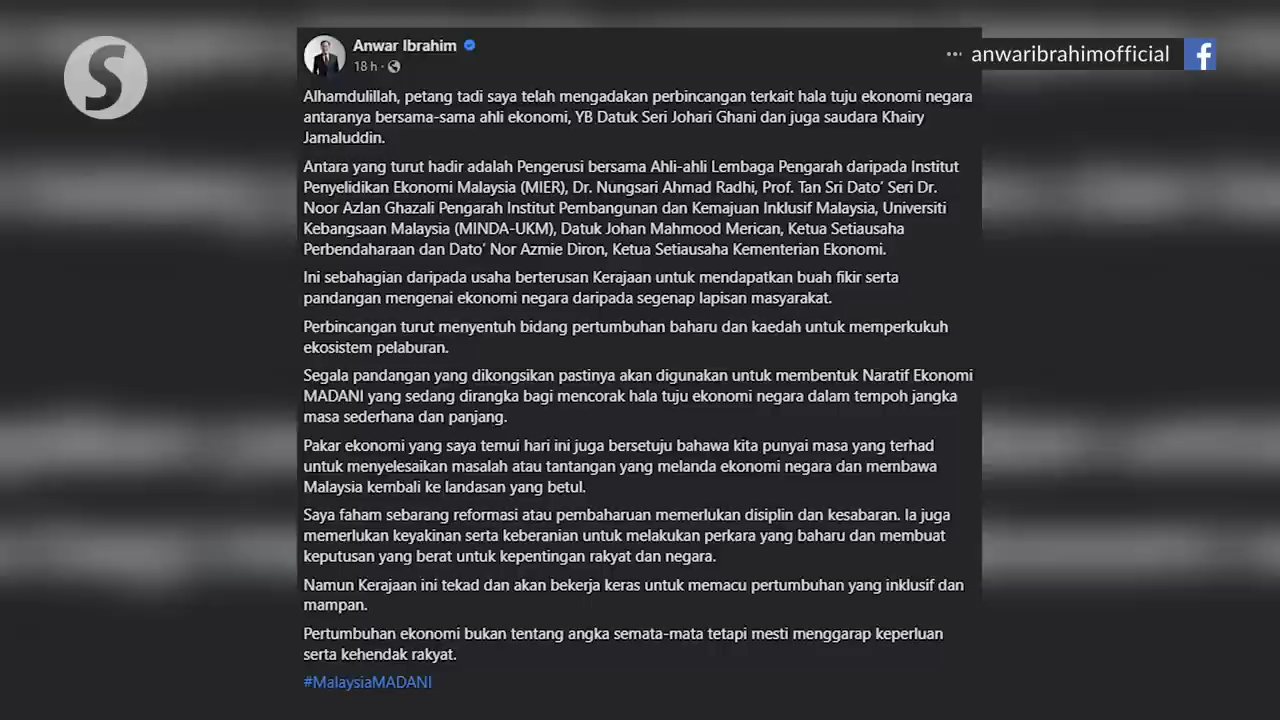 S
Anwar Ibrahim
18 h ·
... anwaribrahimofficial f
Alhamdulillah, petang tadi saya telah mengadakan perbincangan terkait hala tuju ekonomi negara
antaranya bersama-sama ahli ekonomi, YB Datuk Seri Johari Ghani dan juga saudara Khairy
Jamaluddin.
Antara yang turut hadir adalah Pengerusi bersama Ahli-ahli Lembaga Pengarah daripada Institut
Penyelidikan Ekonomi Malaysia (MIER), Dr. Nungsari Ahmad Radhi, Prof. Tan Sri Dato' Seri Dr.
Noor Azlan Ghazali Pengarah Institut Pembangunan dan Kemajuan Inklusif Malaysia, Universiti
Kebangsaan Malaysia (MINDA-UKM), Datuk Johan Mahmood Merican, Ketua Setiausaha
Perbendaharaan dan Dato' Nor Azmie Diron, Ketua Setiausaha Kementerian Ekonomi.
Ini sebahagian daripada usaha berterusan Kerajaan untuk mendapatkan buah fikir serta
pandangan mengenai ekonomi negara daripada segenap lapisan masyarakat.
Perbincangan turut menyentuh bidang pertumbuhan baharu dan kaedah untuk memperkukuh
ekosistem pelaburan.
Segala pandangan yang dikongsikan pastinya akan digunakan untuk membentuk Naratif Ekonomi
MADANI yang sedang dirangka bagi mencorak hala tuju ekonomi negara dalam tempoh jangka
masa sederhana dan panjang.
Pakar ekonomi yang saya temui hari ini juga bersetuju bahawa kita punyai masa yang terhad
untuk menyelesaikan masalah atau tantangan yang melanda ekonomi negara dan membawa
Malaysia kembali ke landasan yang betul.
Saya faham sebarang reformasi atau pembaharuan memerlukan disiplin dan kesabaran. Ia juga
memerlukan keyakinan serta keberanian untuk melakukan perkara yang baharu dan membuat
keputusan yang berat untuk kepentingan rakyat dan negara.
Namun Kerajaan ini tekad dan akan bekerja keras untuk memacu pertumbuhan yang inklusif dan
mampan.
Pertumbuhan ekonomi bukan tentang angka semata-mata tetapi mesti menggarap keperluan
serta kehendak rakyat.
#MalaysiaMADANI